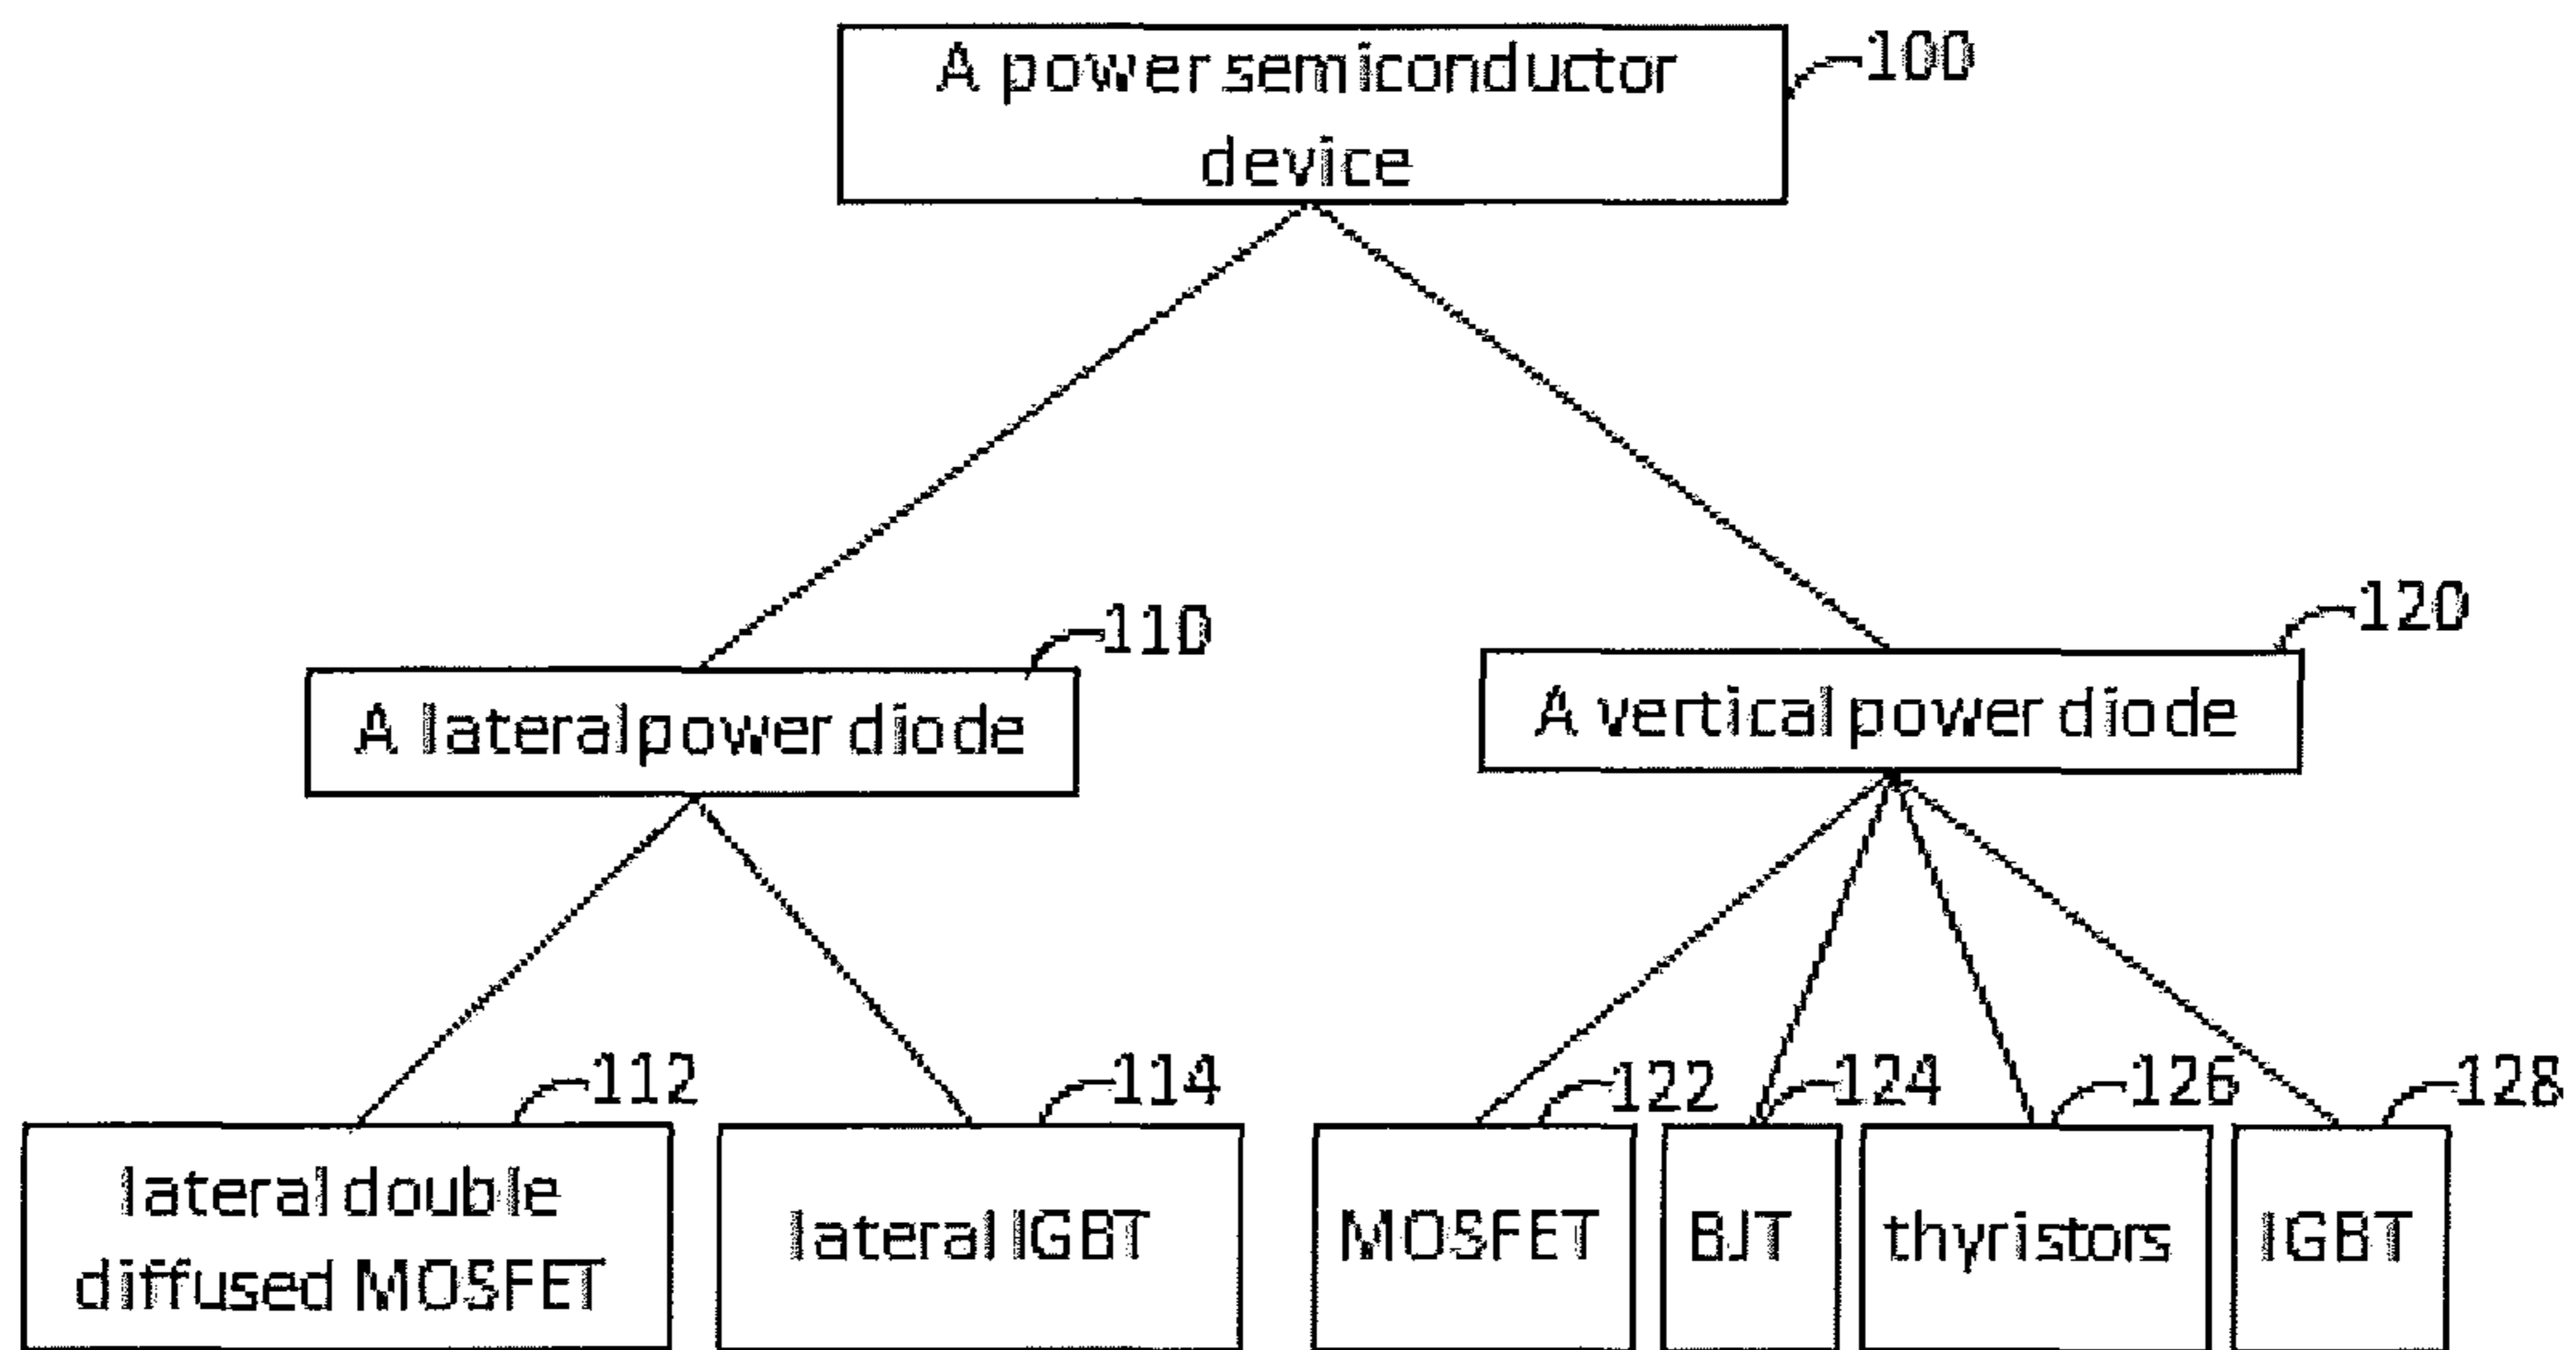 A power semiconductor
device
100
110
A lateral power diode
120
A vertical power diode
112
lateral double
diffused MOSFET
114
lateral IGBT
122
MOSFET
124
BJT
126
thyristors
128
IGBT